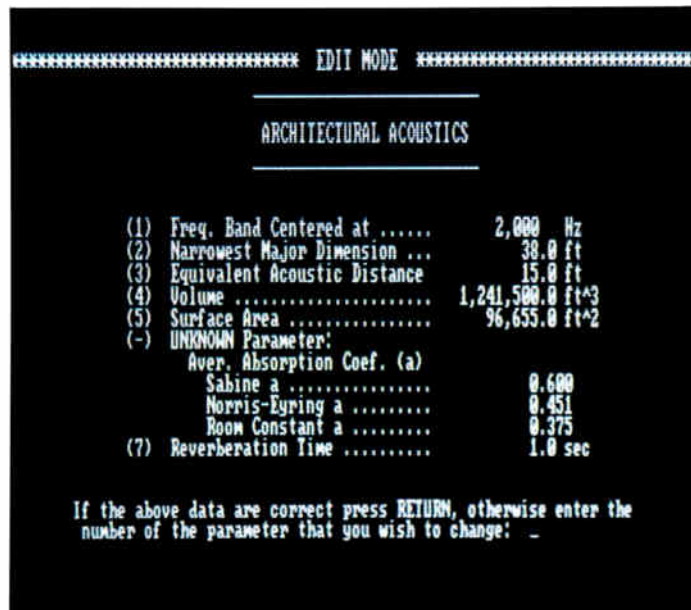 **************************** EDIT MODE ****************************
ARCHITECTURAL ACOUSTICS
(1) Freq. Band Centered at ...... 2,000 Hz
(2) Narrowest Major Dimension ... 38.0 ft
(3) Equivalent Acoustic Distance 15.0 ft
(4) Volume ...................... 1,241,500.0 ft^3
(5) Surface Area ................ 96,655.0 ft^2
(-) UNKNOWN Parameter:
Aver. Absorption Coef. (a)
Sabine a ................ 0.600
Norris-Eyring a ......... 0.451
Room Constant a ......... 0.375
(7) Reverberation Time .......... 1.0 sec
If the above data are correct press RETURN, otherwise enter the
number of the parameter that you wish to change: _